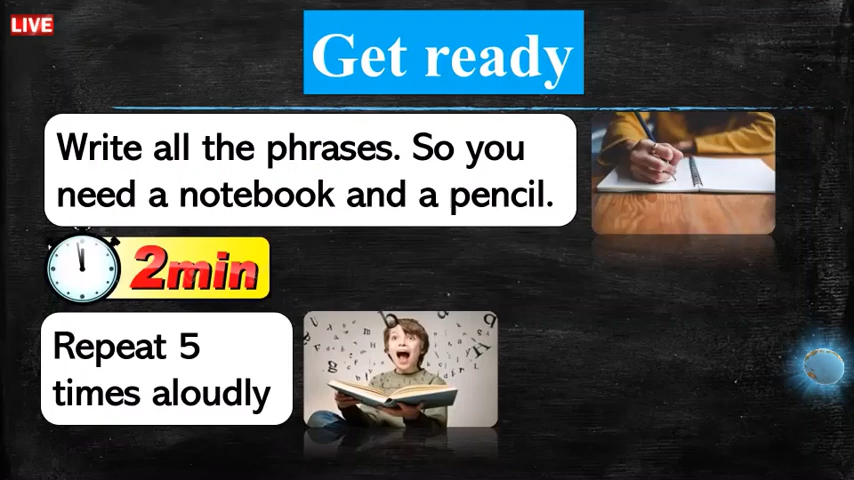 LIVE
Get ready
Write all the phrases. So you
need a notebook and a pencil.
2min
Repeat 5
times aloudly